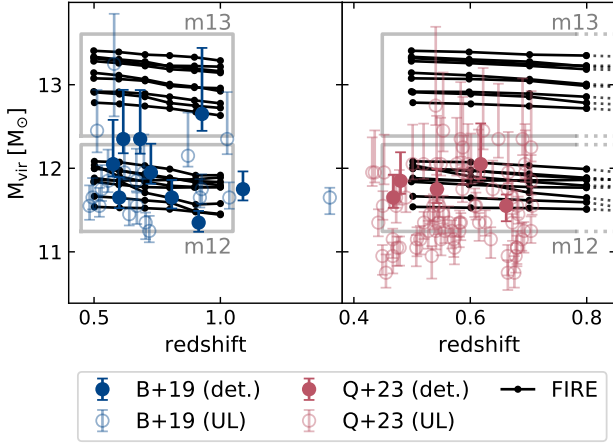 m13
m12
m13
m12
13
12
11
M_vir [M_⊙]
0.5
1.0
0.4
0.6
0.8
redshift
redshift
B+19 (det.)
Q+23 (det.)
FIRE
B+19 (UL)
Q+23 (UL)